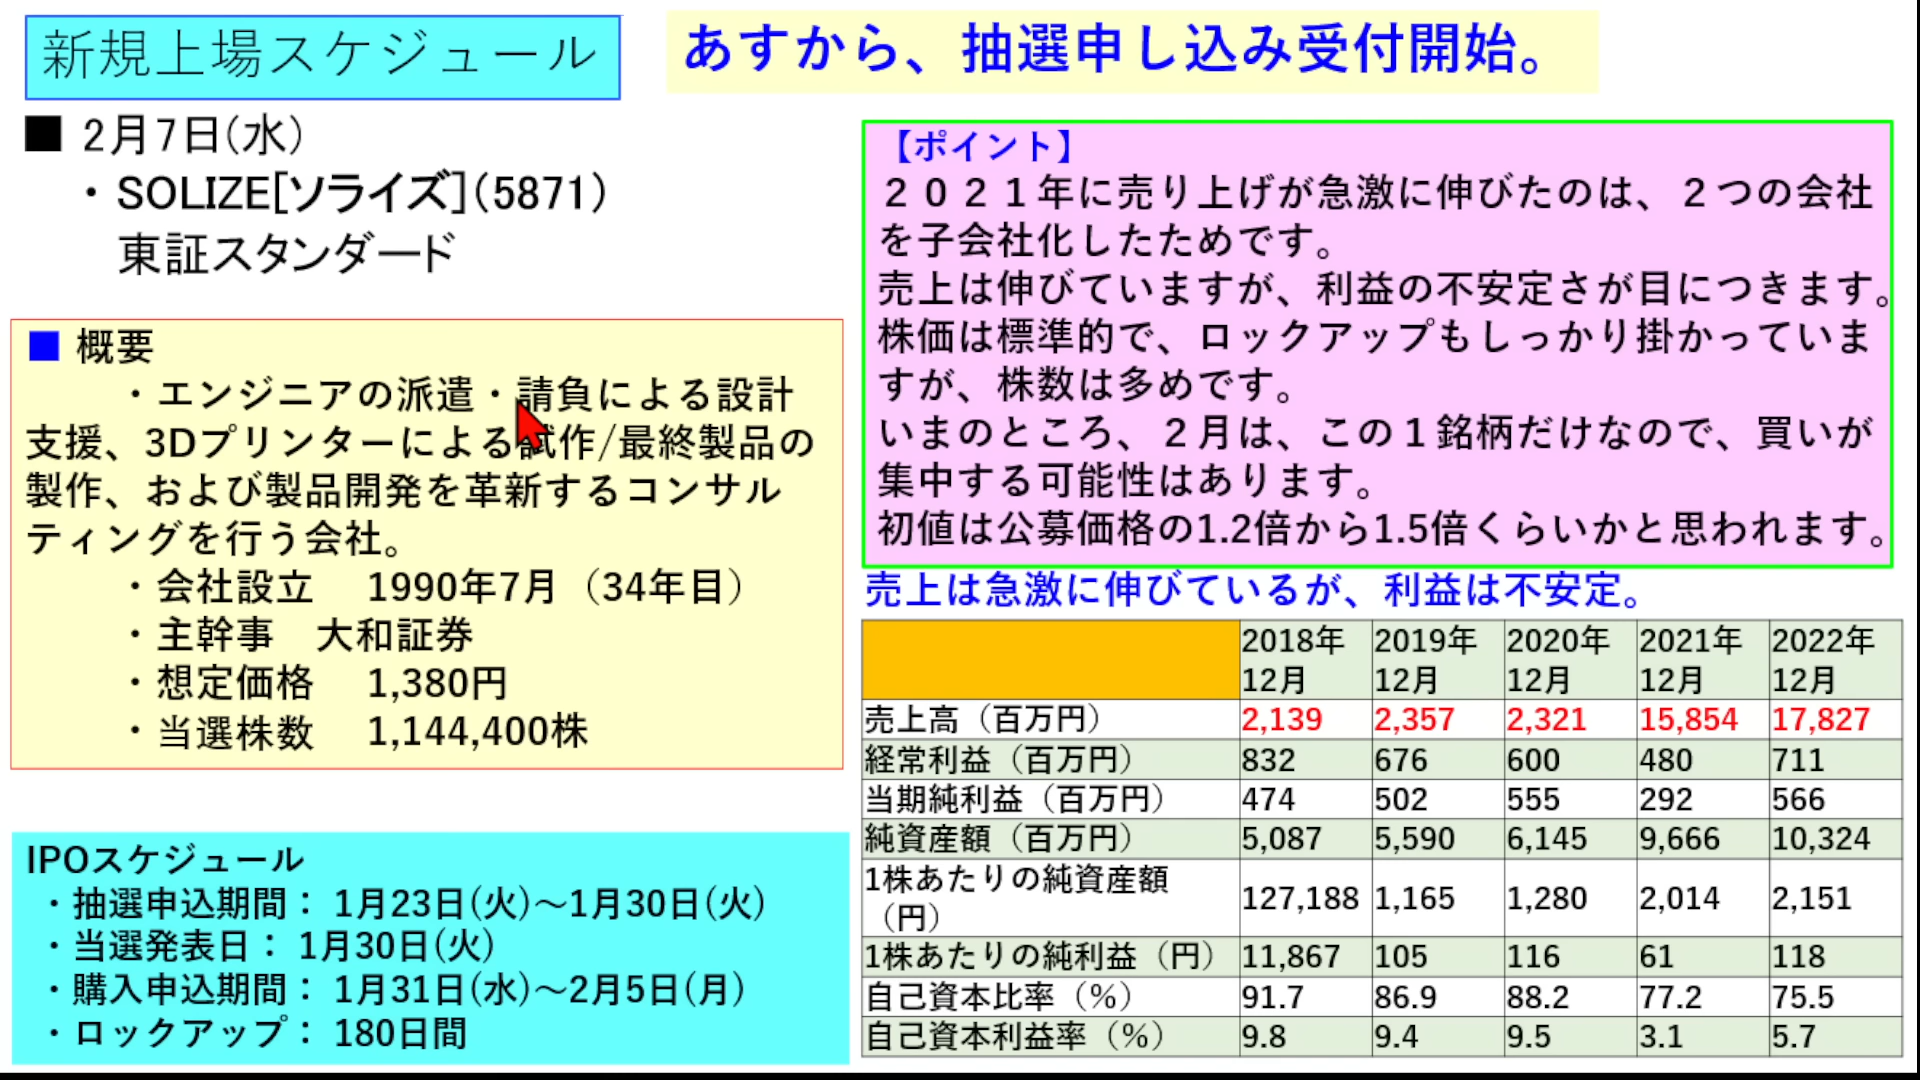 新規上場スケジュール
あすから、抽選申し込み受付開始。
■ 2月7日(水)
・SOLIZE[ソライズ](5871)
東証スタンダード
■ 概要
・エンジニアの派遣・請負による設計
支援、3Dプリンターによる試作/最終製品の
製作、および製品開発を革新するコンサル
ティングを行う会社。
・会社設立 1990年7月（34年目）
・主幹事 大和証券
・想定価格 1,380円
・当選株数 1,144,400株
IPOスケジュール
・抽選申込期間： 1月23日(火)～1月30日(火)
・当選発表日： 1月30日(火)
・購入申込期間： 1月31日(水)～2月5日(月)
・ロックアップ： 180日間
【ポイント】
２０２１年に売り上げが急激に伸びたのは、２つの会社
を子会社化したためです。
売上は伸びていますが、利益の不安定さが目につきます。
株価は標準的で、ロックアップもしっかり掛かっていま
すが、株数は多めです。
いまのところ、２月は、この１銘柄だけなので、買いが
集中する可能性はあります。
初値は公募価格の1.2倍から1.5倍くらいかと思われます。
売上は急激に伸びているが、利益は不安定。
2018年 2019年 2020年 2021年 2022年
12月 12月 12月 12月 12月
売上高（百万円） 2,139 2,357 2,321 15,854 17,827
経常利益（百万円） 832 676 600 480 711
当期純利益（百万円） 474 502 555 292 566
純資産額（百万円） 5,087 5,590 6,145 9,666 10,324
1株あたりの純資産額
（円） 127,188 1,165 1,280 2,014 2,151
1株あたりの純利益（円） 11,867 105 116 61 118
自己資本比率（％） 91.7 86.9 88.2 77.2 75.5
自己資本利益率（％） 9.8 9.4 9.5 3.1 5.7